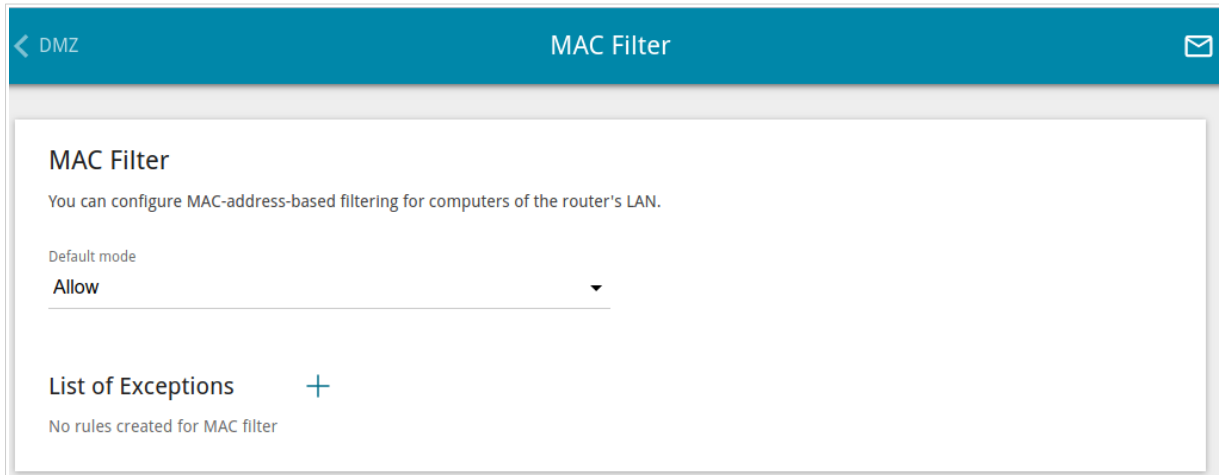 DMZ
MAC Filter
MAC Filter
You can configure MAC-address-based filtering for computers of the router's LAN.
Default mode
Allow
List of Exceptions
No rules created for MAC filter